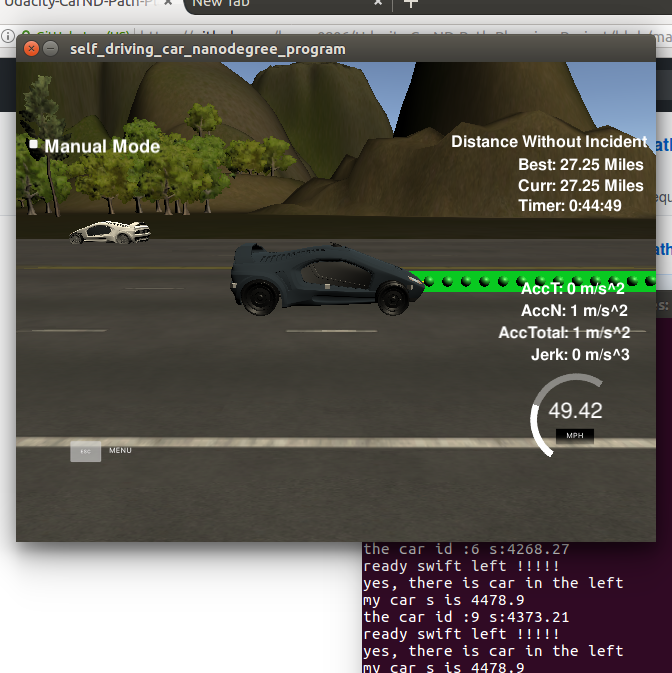 New Tab
self_driving_car_nanodegree_program
Manual Mode
Distance Without Incident
Best: 27.25 Miles
Curr: 27.25 Miles
Timer: 0:44:49
AccT: 0 m/s^2
AccN: 1 m/s^2
AccTotal: 1 m/s^2
Jerk: 0 m/s^3
49.42
MPH
ESC MENU
the car id :6 s:4268.27
ready swift left !!!!!
yes, there is car in the left
my car s is 4478.9
the car id :9 s:4373.21
ready swift left !!!!!
yes, there is car in the left
my car s is 4478.9